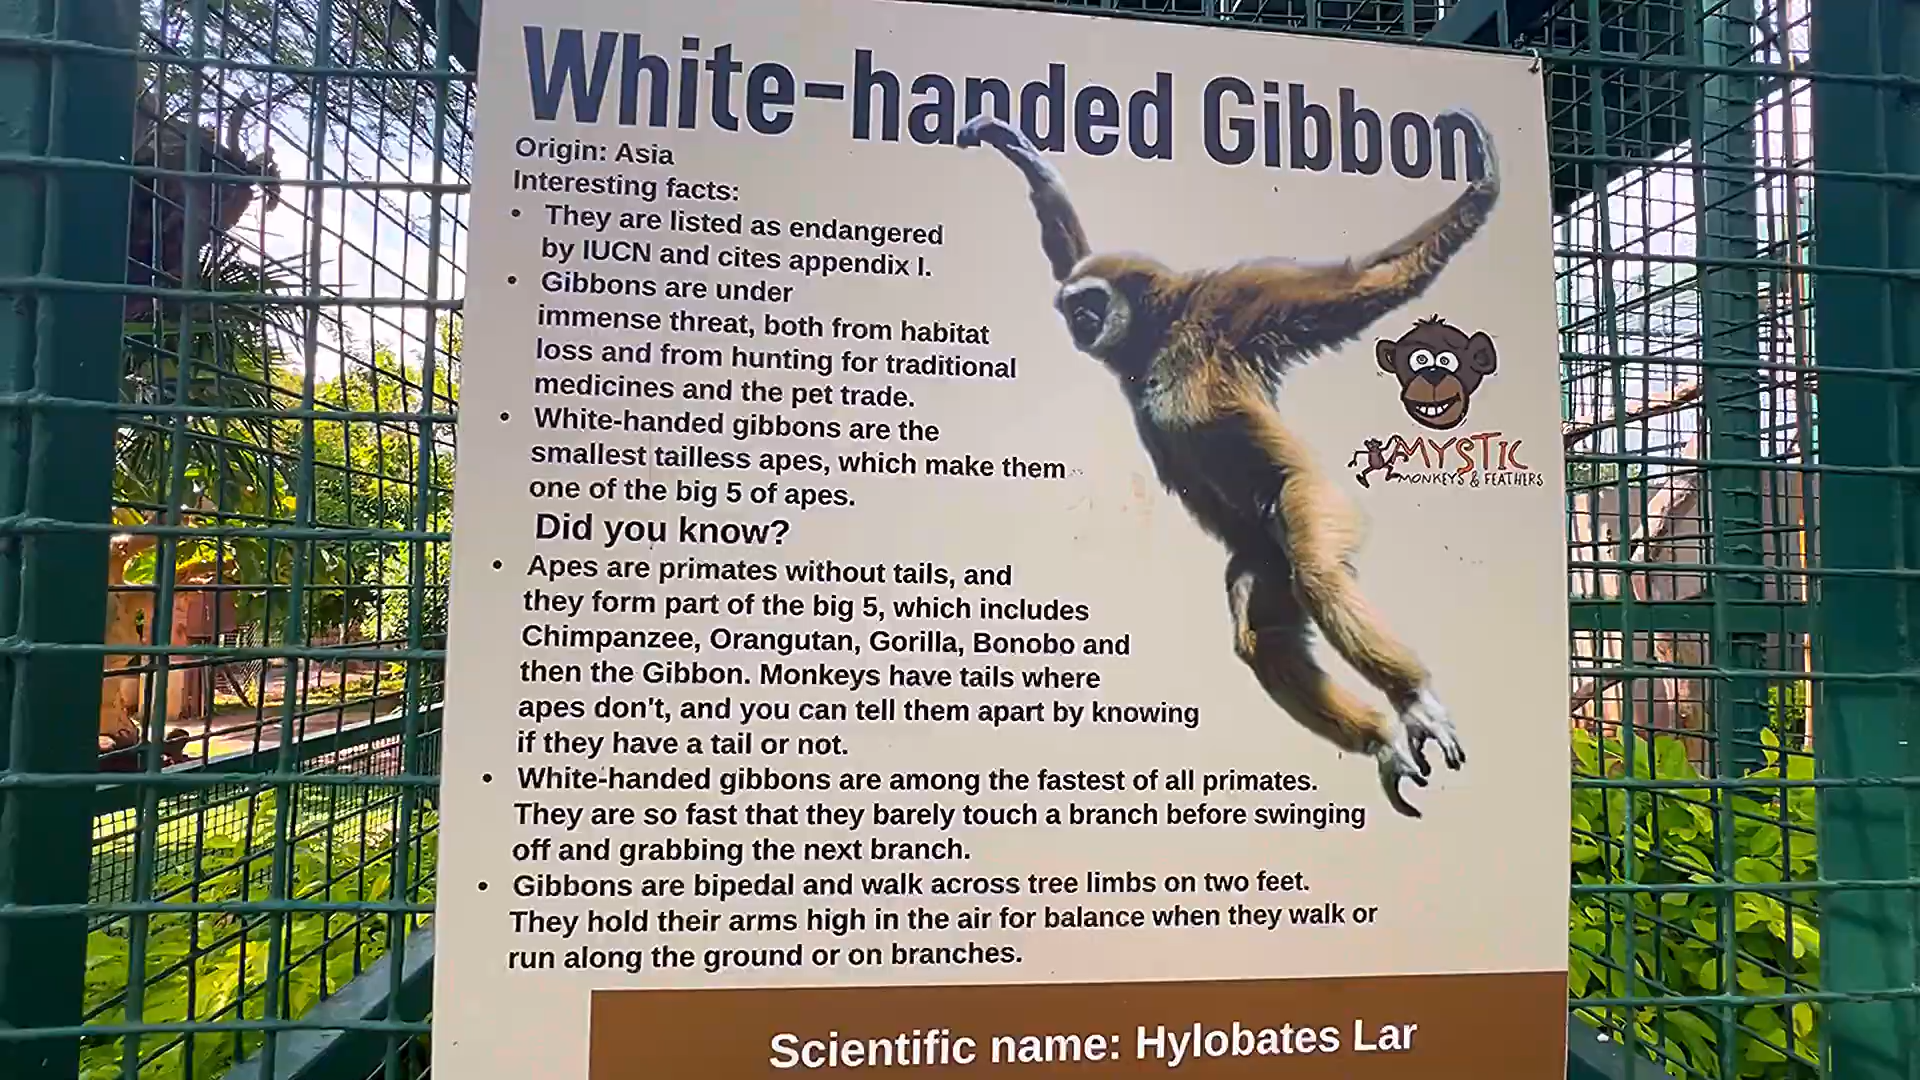 White-handed Gibbon
Origin: Asia
Interesting facts:
• They are listed as endangered
by IUCN and cites appendix I.
• Gibbons are under
immense threat, both from habitat
loss and from hunting for traditional
medicines and the pet trade.
• White-handed gibbons are the
smallest tailless apes, which make them
one of the big 5 of apes.
Did you know?
• Apes are primates without tails, and
they form part of the big 5, which includes
Chimpanzee, Orangutan, Gorilla, Bonobo and
then the Gibbon. Monkeys have tails where
apes don't, and you can tell them apart by knowing
if they have a tail or not.
• White-handed gibbons are among the fastest of all primates.
They are so fast that they barely touch a branch before swinging
off and grabbing the next branch.
• Gibbons are bipedal and walk across tree limbs on two feet.
They hold their arms high in the air for balance when they walk or
run along the ground or on branches.
MYSTIC
MONKEYS & FEATHERS
Scientific name: Hylobates Lar